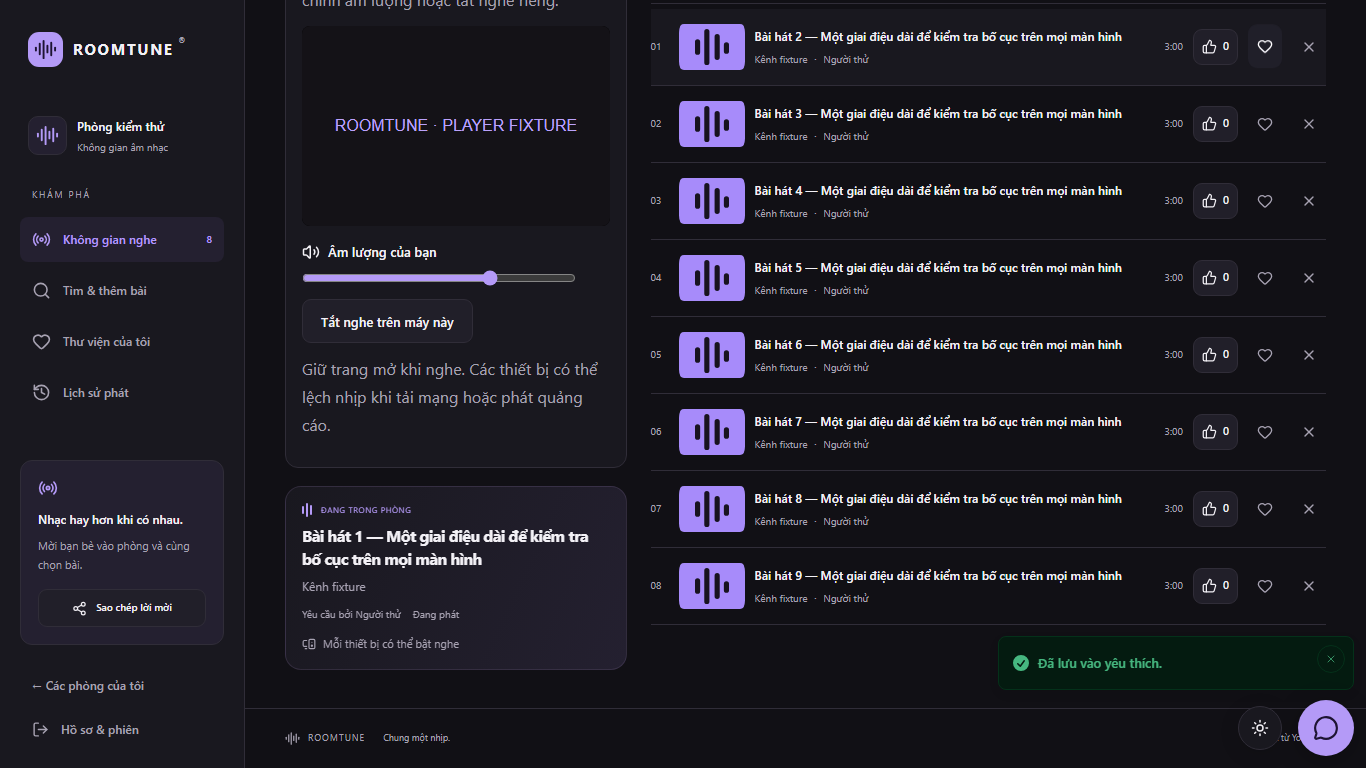 ROOMTUNE ®
Phòng kiểm thử
Không gian âm nhạc
KHÁM PHÁ
Không gian nghe 8
Tìm & thêm bài
Thư viện của tôi
Lịch sử phát
Nhạc hay hơn khi có nhau.
Mời bạn bè vào phòng và cùng
chọn bài.
Sao chép lời mời
← Các phòng của tôi
Hồ sơ & phiên
chỉnh âm lượng hoặc tắt nghe riêng.
ROOMTUNE · PLAYER FIXTURE
Âm lượng của bạn
Tắt nghe trên máy này
Giữ trang mở khi nghe. Các thiết bị có thể
lệch nhịp khi tải mạng hoặc phát quảng
cáo.
ĐANG TRONG PHÒNG
Bài hát 1 — Một giai điệu dài để kiểm tra
bố cục trên mọi màn hình
Kênh fixture
Yêu cầu bởi Người thử Đang phát
Mỗi thiết bị có thể bật nghe
01 Bài hát 2 — Một giai điệu dài để kiểm tra bố cục trên mọi màn hình 3:00 0
Kênh fixture · Người thử
02 Bài hát 3 — Một giai điệu dài để kiểm tra bố cục trên mọi màn hình 3:00 0
Kênh fixture · Người thử
03 Bài hát 4 — Một giai điệu dài để kiểm tra bố cục trên mọi màn hình 3:00 0
Kênh fixture · Người thử
04 Bài hát 5 — Một giai điệu dài để kiểm tra bố cục trên mọi màn hình 3:00 0
Kênh fixture · Người thử
05 Bài hát 6 — Một giai điệu dài để kiểm tra bố cục trên mọi màn hình 3:00 0
Kênh fixture · Người thử
06 Bài hát 7 — Một giai điệu dài để kiểm tra bố cục trên mọi màn hình 3:00 0
Kênh fixture · Người thử
07 Bài hát 8 — Một giai điệu dài để kiểm tra bố cục trên mọi màn hình 3:00 0
Kênh fixture · Người thử
08 Bài hát 9 — Một giai điệu dài để kiểm tra bố cục trên mọi màn hình 3:00 0
Kênh fixture · Người thử
Đã lưu vào yêu thích.
ROOMTUNE Chung một nhịp.
từ